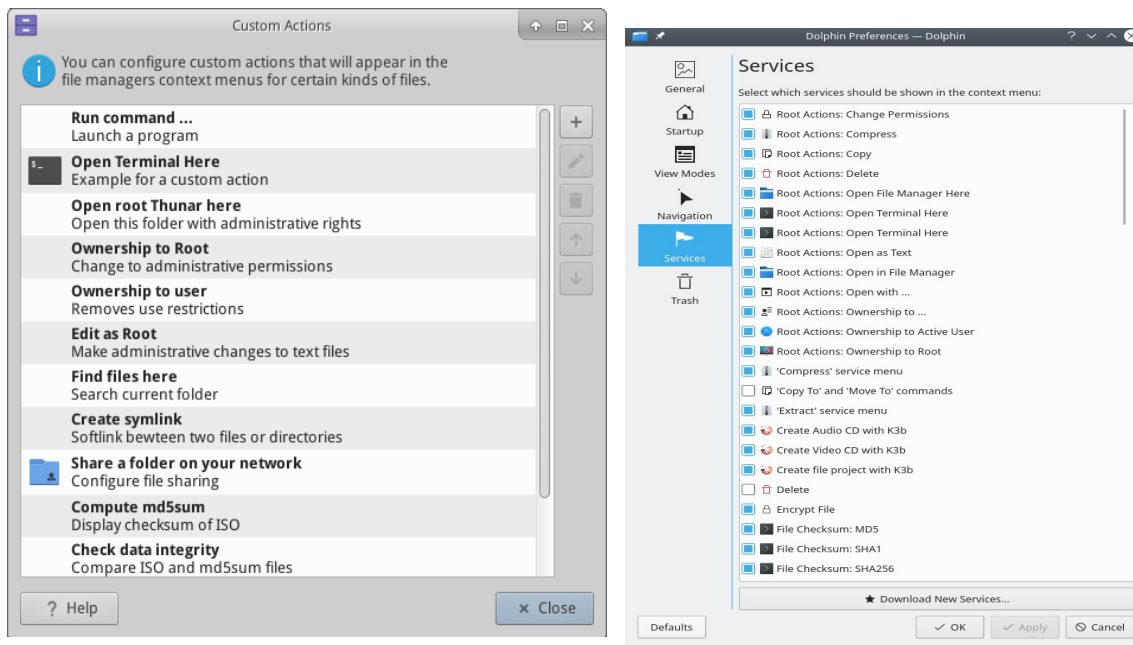 Custom Actions
You can configure custom actions that will appear in the
file managers context menus for certain kinds of files.
Run command ...
Launch a program
Open Terminal Here
Example for a custom action
Open root Thunar here
Open this folder with administrative rights
Ownership to Root
Change to administrative permissions
Ownership to user
Removes use restrictions
Edit as Root
Make administrative changes to text files
Find files here
Search current folder
Create symlink
Softlink bewteen two files or directories
Share a folder on your network
Configure file sharing
Compute md5sum
Display checksum of ISO
Check data integrity
Compare ISO and md5sum files
? Help
× Close
Dolphin Preferences — Dolphin
General
Startup
View Modes
Navigation
Services
Trash
Services
Select which services should be shown in the context menu:
Root Actions: Change Permissions
Root Actions: Compress
Root Actions: Copy
Root Actions: Delete
Root Actions: Open File Manager Here
Root Actions: Open Terminal Here
Root Actions: Open Terminal Here
Root Actions: Open as Text
Root Actions: Open in File Manager
Root Actions: Open with ...
Root Actions: Ownership to ...
Root Actions: Ownership to Active User
Root Actions: Ownership to Root
'Compress' service menu
'Copy To' and 'Move To' commands
'Extract' service menu
Create Audio CD with K3b
Create Video CD with K3b
Create file project with K3b
Delete
Encrypt File
File Checksum: MD5
File Checksum: SHA1
File Checksum: SHA256
★ Download New Services...
Defaults
OK
Apply
Cancel